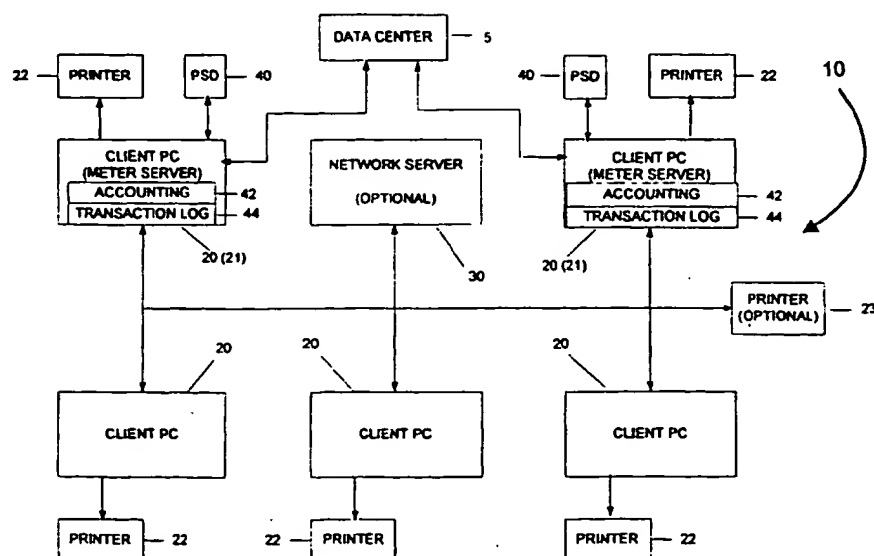 DATA CENTER 5
22 PRINTER
PSD 40
40 PSD
PRINTER 22
10
CLIENT PC
(METER SERVER)
ACCOUNTING 42
TRANSACTION LOG 44
20 (21)
NETWORK SERVER
(OPTIONAL)
30
CLIENT PC
(METER SERVER)
ACCOUNTING 42
TRANSACTION LOG 44
20 (21)
PRINTER
(OPTIONAL) 23
20
CLIENT PC
20
CLIENT PC
20
CLIENT PC
PRINTER 22
22 PRINTER
PRINTER 22